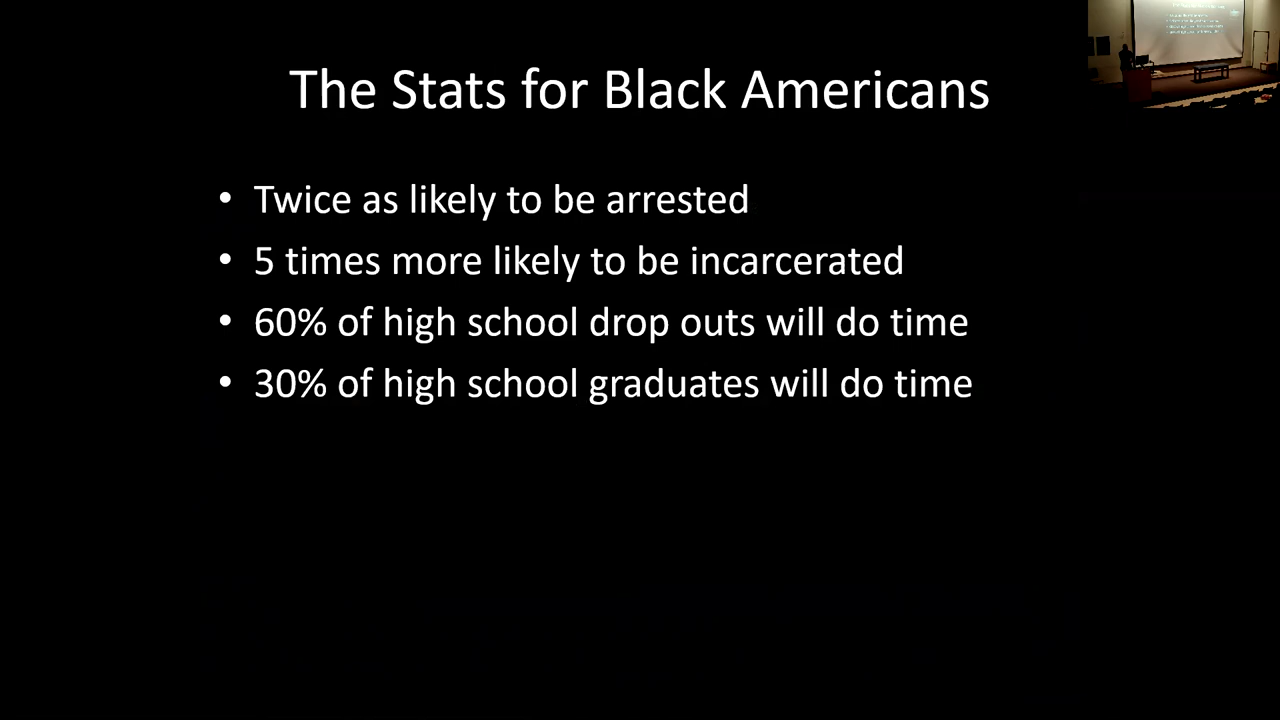 The Stats for Black Americans
• Twice as likely to be arrested
• 5 times more likely to be incarcerated
• 60% of high school drop outs will do time
• 30% of high school graduates will do time